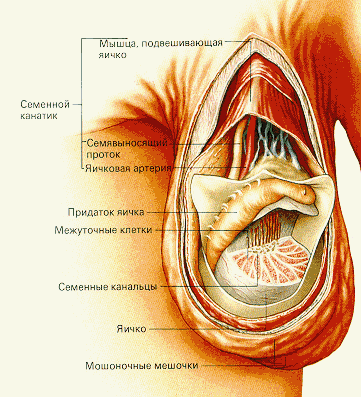 Мышца, подвешивающая
яичко
Семенной
канатик
Семявыносящий
проток
Яичковая артерия
Придаток яичка
Межуточные клетки
Семенные канальцы
Яичко
Мошоночные мешочки